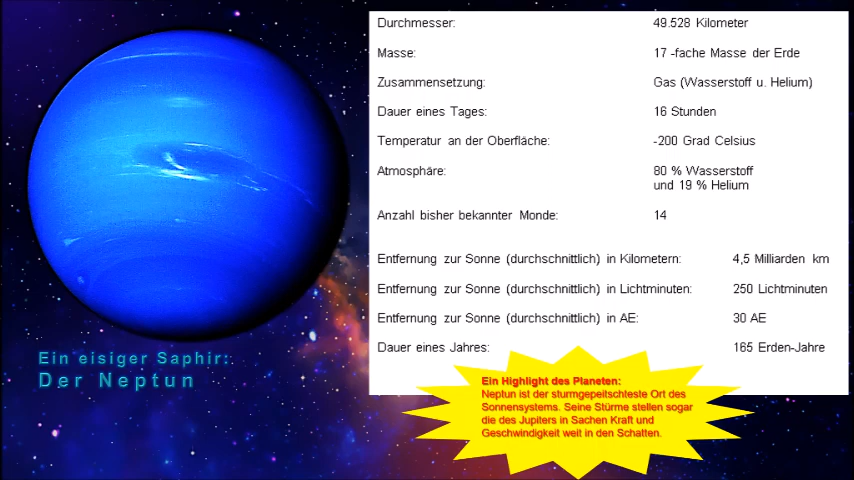 Durchmesser: 49.528 Kilometer
Masse: 17 -fache Masse der Erde
Zusammensetzung: Gas (Wasserstoff u. Helium)
Dauer eines Tages: 16 Stunden
Temperatur an der Oberfläche: -200 Grad Celsius
Atmosphäre: 80 % Wasserstoff
und 19 % Helium
Anzahl bisher bekannter Monde: 14
Entfernung zur Sonne (durchschnittlich) in Kilometern: 4,5 Milliarden km
Entfernung zur Sonne (durchschnittlich) in Lichtminuten: 250 Lichtminuten
Entfernung zur Sonne (durchschnittlich) in AE: 30 AE
Dauer eines Jahres: 165 Erden-Jahre
Ein eisiger Saphir:
Der Neptun
Ein Highlight des Planeten:
Neptun ist der sturmgepeitschteste Ort des
Sonnensystems. Seine Stürme stellen sogar
die des Jupiters in Sachen Kraft und
Geschwindigkeit weit in den Schatten.